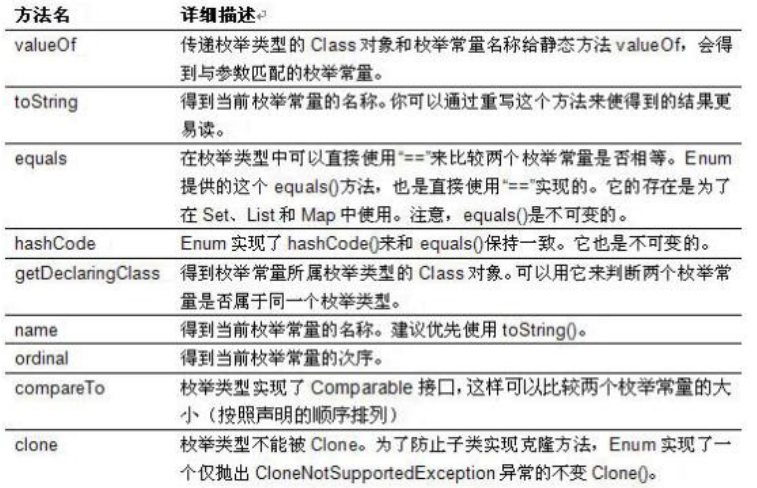 方法名 详细描述↵
valueOf 传递枚举类型的 Class 对象和枚举常量名称给静态方法 valueOf，会得
到与参数匹配的枚举常量。
toString 得到当前枚举常量的名称。你可以通过重写这个方法来使得到的结果更
易读。
equals 在枚举类型中可以直接使用“==”来比较两个枚举常量是否相等。Enum
提供的这个 equals()方法，也是直接使用“==”实现的。它的存在是为了
在 Set、List 和 Map 中使用。注意，equals()是不可变的。
hashCode Enum 实现了 hashCode()来和 equals()保持一致。它也是不可变的。
getDeclaringClass 得到枚举常量所属枚举类型的 Class 对象。可以用它来判断两个枚举常
量是否属于同一个枚举类型。
name 得到当前枚举常量的名称。建议优先使用 toString()。
ordinal 得到当前枚举常量的次序。
compareTo 枚举类型实现了 Comparable 接口，这样可以比较两个枚举常量的大
小（按照声明的顺序排列）
clone 枚举类型不能被 Clone。为了防止子类实现克隆方法，Enum 实现了一
个仅抛出 CloneNotSupportedException 异常的不变 Clone()。